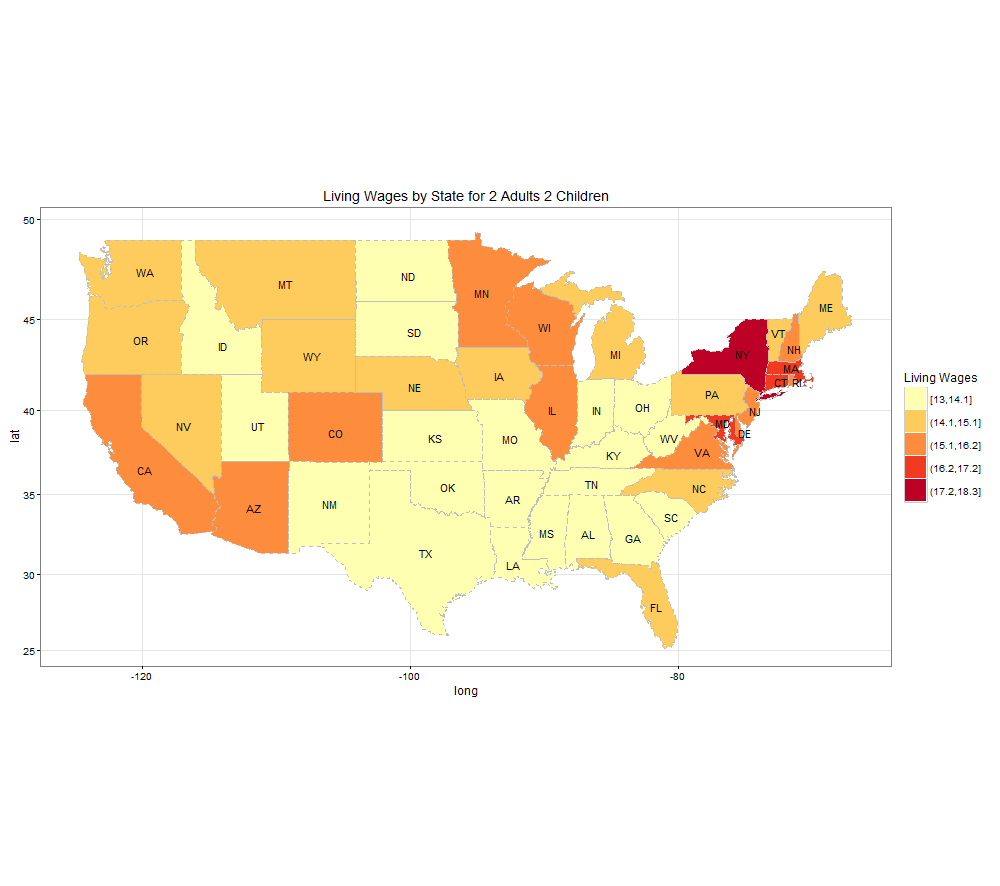 Living Wages by State for 2 Adults 2 Children
50
45
40
35
30
25
lat
-120
-100
-80
long
WA
MT
ND
MN
ME
OR
ID
WY
SD
WI
MI
VT
NH
NY
MA
CT
RI
IA
NE
PA
NJ
NV
UT
CO
IL
IN
OH
MD
DE
KS
MO
WV
KY
VA
CA
AZ
NM
OK
AR
TN
NC
SC
TX
LA
MS
AL
GA
FL
Living Wages
[13,14.1]
(14.1,15.1]
(15.1,16.2]
(16.2,17.2]
(17.2,18.3]